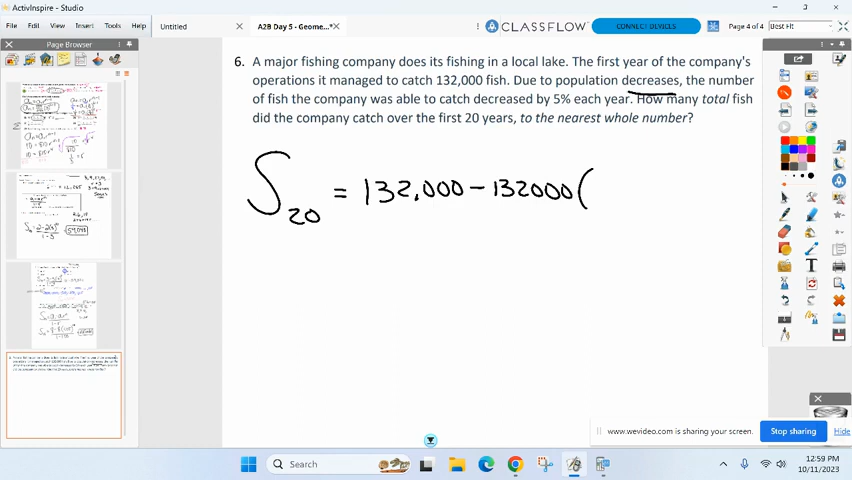 ActivInspire - Studio
File Edit View Insert Tools Help
Untitled
A2B Day 5 - Geome...*
CLASSFLOW
CONNECT DEVICES
Page 4 of 4
Best Fit
Page Browser
6. A major fishing company does its fishing in a local lake. The first year of the company's
operations it managed to catch 132,000 fish. Due to population decreases, the number
of fish the company was able to catch decreased by 5% each year. How many total fish
did the company catch over the first 20 years, to the nearest whole number?
S20 = 132,000 - 132000(
www.wevideo.com is sharing your screen.
Stop sharing
Hide
Search
12:59 PM
10/11/2023